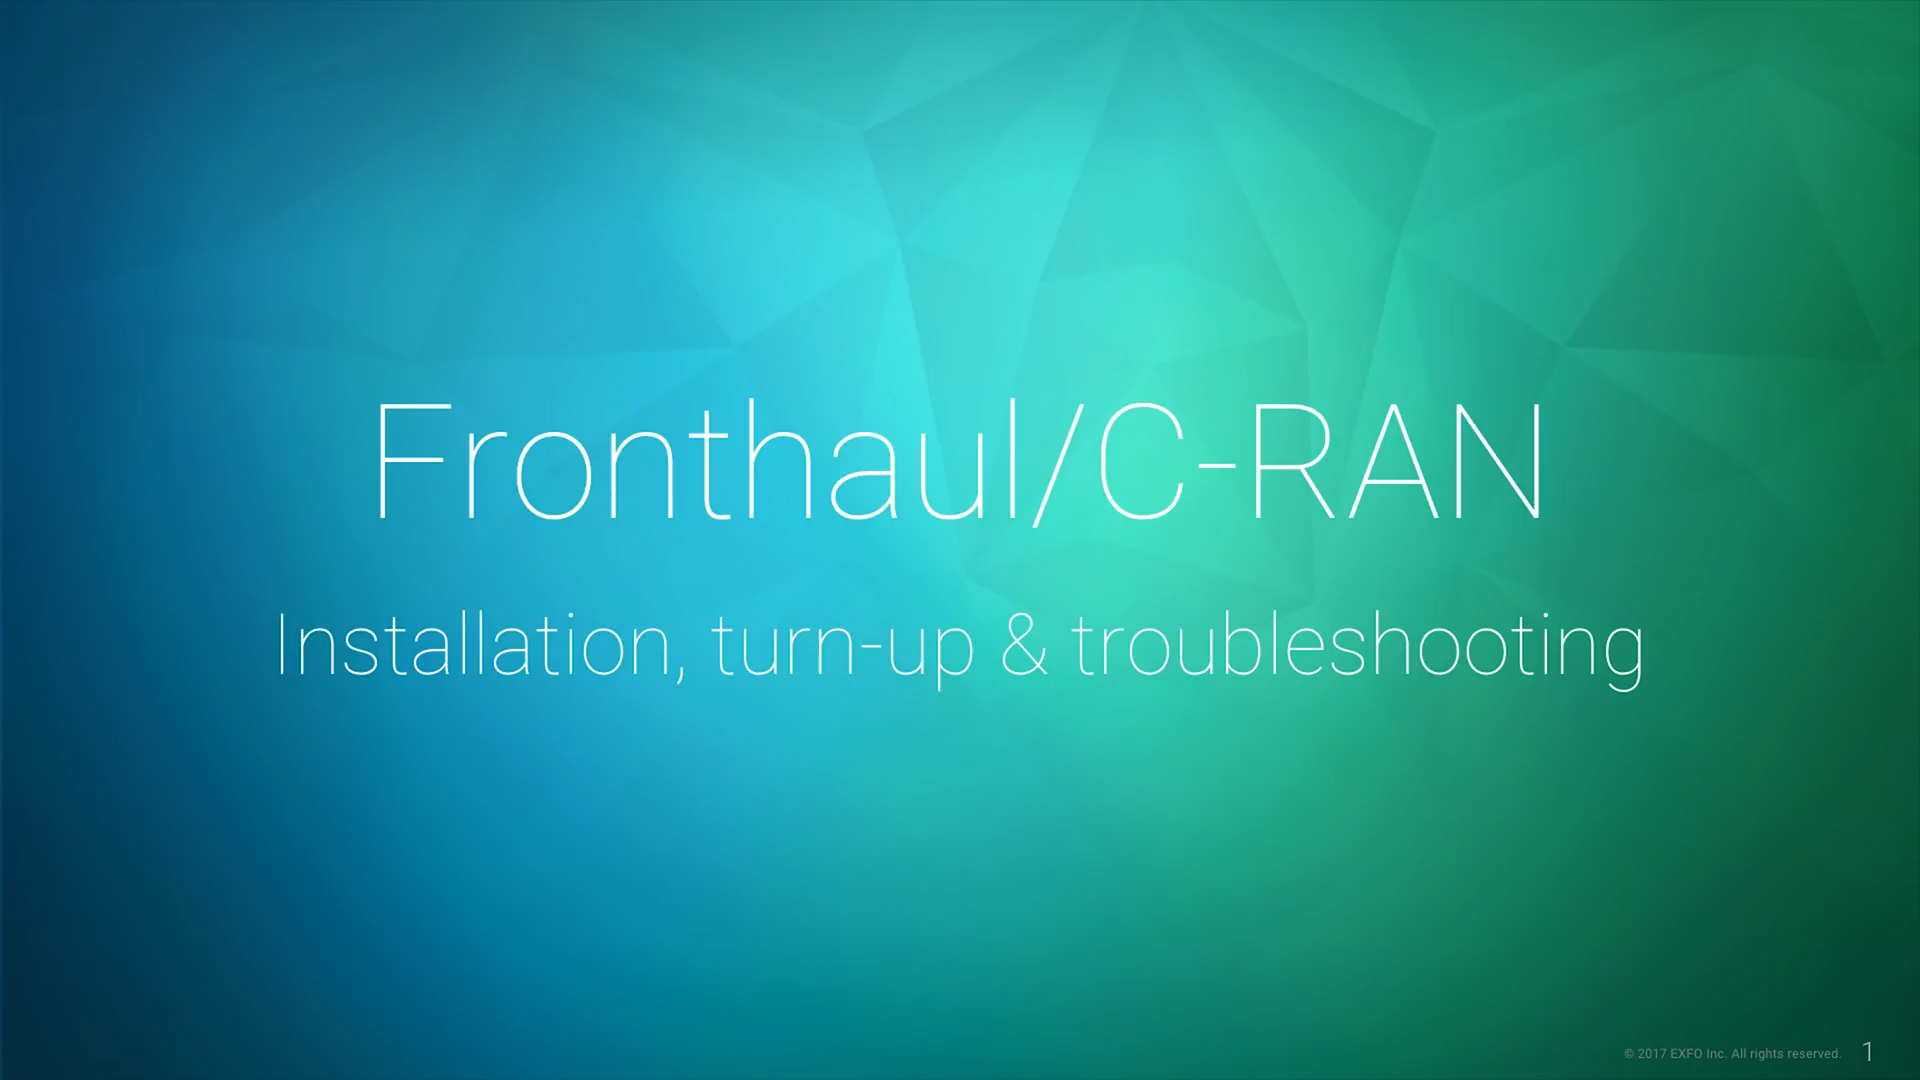 Fronthaul/C-RAN
Installation, turn-up & troubleshooting
© 2017 EXFO Inc. All rights reserved. 1